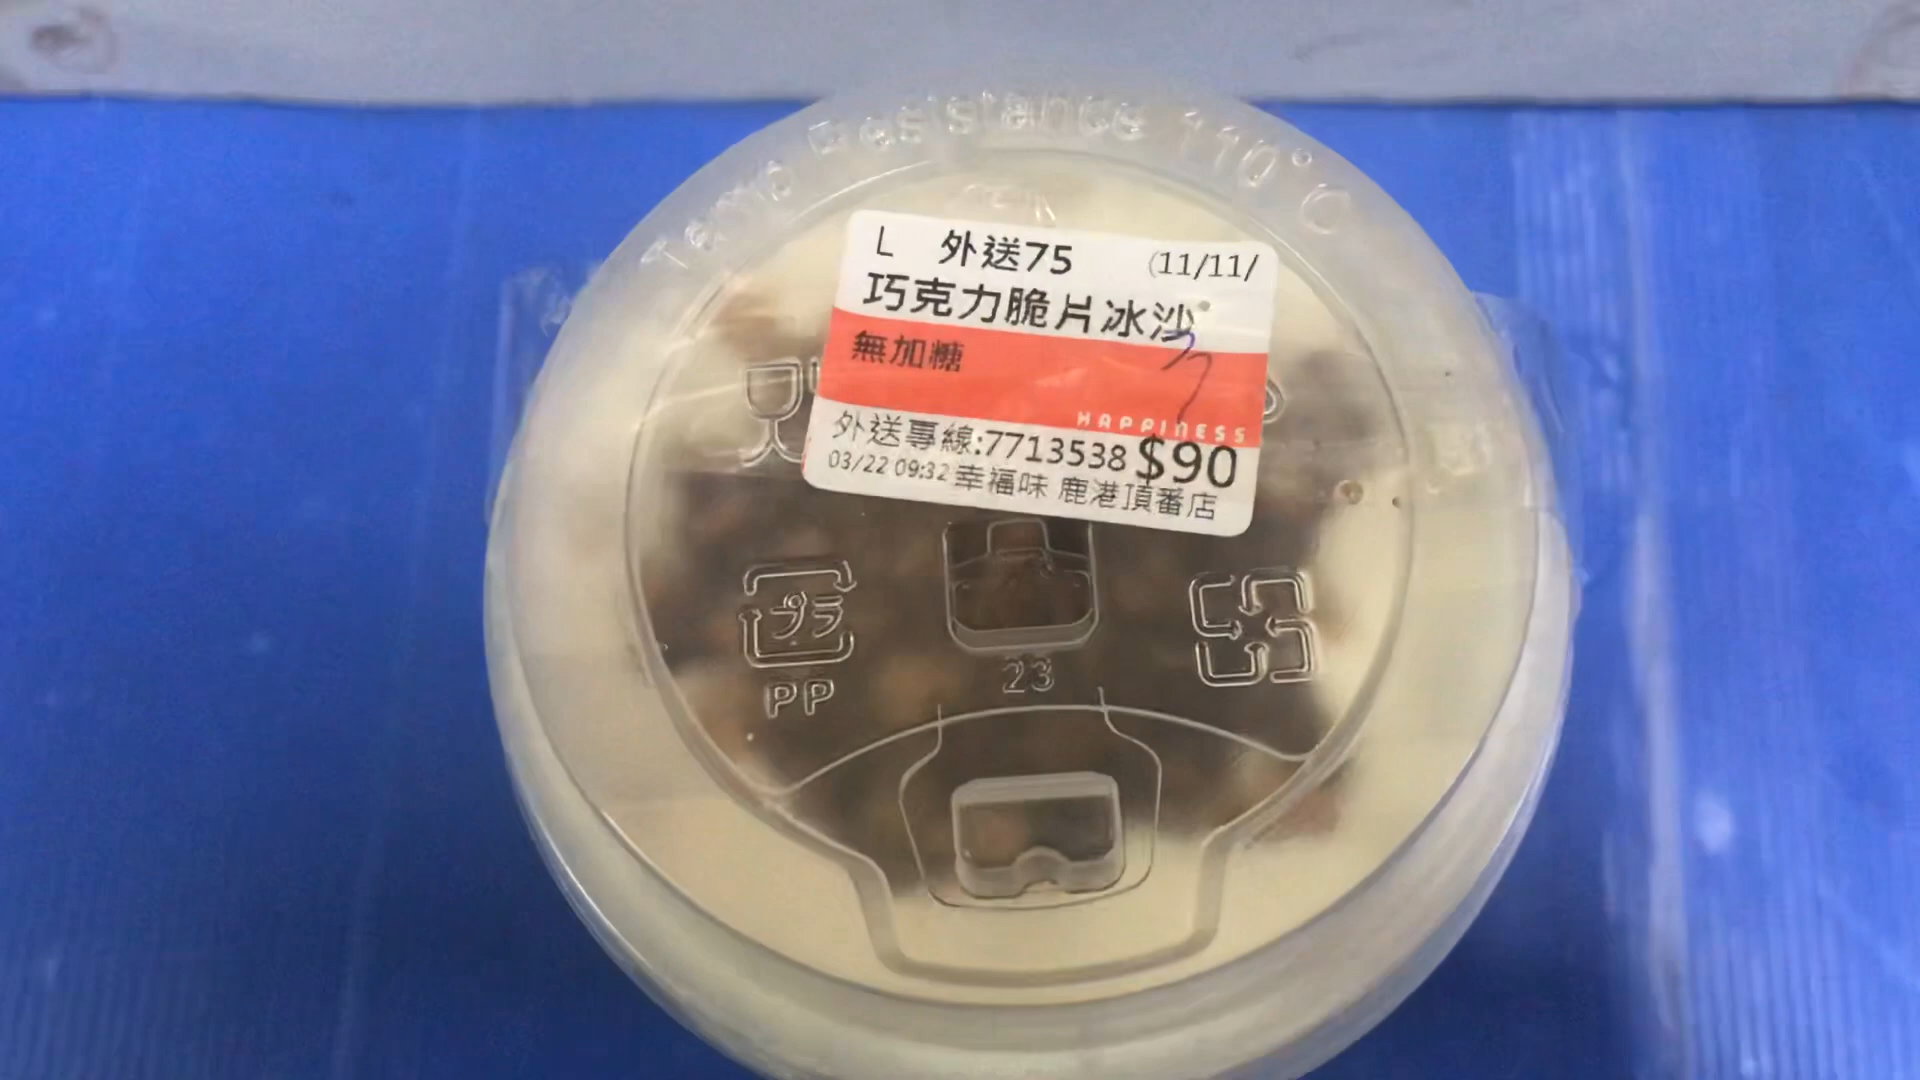 Temp Resistance 110°C
L 外送75 (11/11/
巧克力脆片冰沙
無加糖
HAPPINESS
外送專線:7713538 $90
03/22 09:32 幸福味 鹿港頂番店
プラ
PP
23